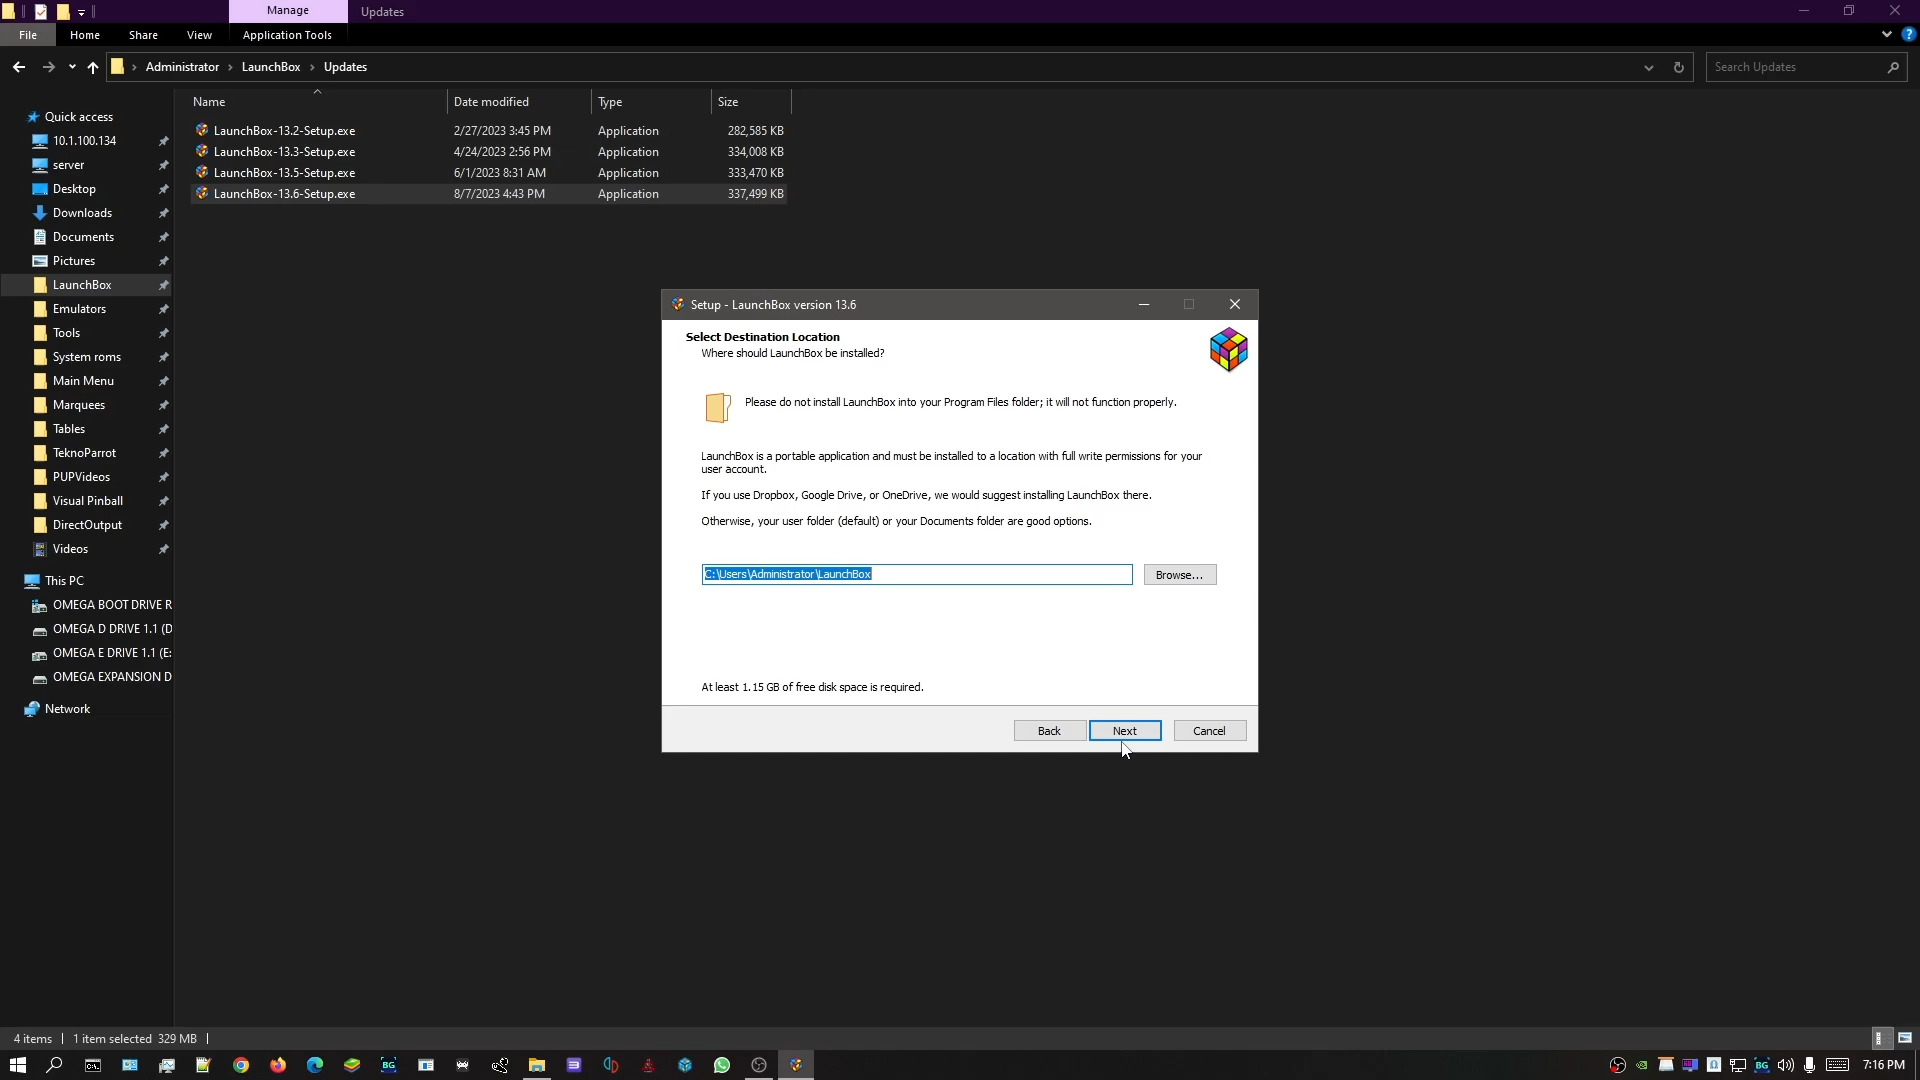 Manage
Updates
File
Home
Share
View
Application Tools
Administrator
LaunchBox
Updates
Search Updates
Name
Date modified
Type
Size
LaunchBox-13.2-Setup.exe 2/27/2023 3:45 PM Application 282,585 KB
LaunchBox-13.3-Setup.exe 4/24/2023 2:56 PM Application 334,008 KB
LaunchBox-13.5-Setup.exe 6/1/2023 8:31 AM Application 333,470 KB
LaunchBox-13.6-Setup.exe 8/7/2023 4:43 PM Application 337,499 KB
Quick access
10.1.100.134
server
Desktop
Downloads
Documents
Pictures
LaunchBox
Emulators
Tools
System roms
Main Menu
Marquees
Tables
TeknoParrot
PUPVideos
Visual Pinball
DirectOutput
Videos
This PC
OMEGA BOOT DRIVE R
OMEGA D DRIVE 1.1 (D
OMEGA E DRIVE 1.1 (E:
OMEGA EXPANSION D
Network
Setup - LaunchBox version 13.6
Select Destination Location
Where should LaunchBox be installed?
Please do not install LaunchBox into your Program Files folder; it will not function properly.
LaunchBox is a portable application and must be installed to a location with full write permissions for your
user account.
If you use Dropbox, Google Drive, or OneDrive, we would suggest installing LaunchBox there.
Otherwise, your user folder (default) or your Documents folder are good options.
C:\Users\Administrator\LaunchBox
Browse...
At least 1.15 GB of free disk space is required.
Back
Next
Cancel
4 items
1 item selected 329 MB
BG
BG
7:16 PM